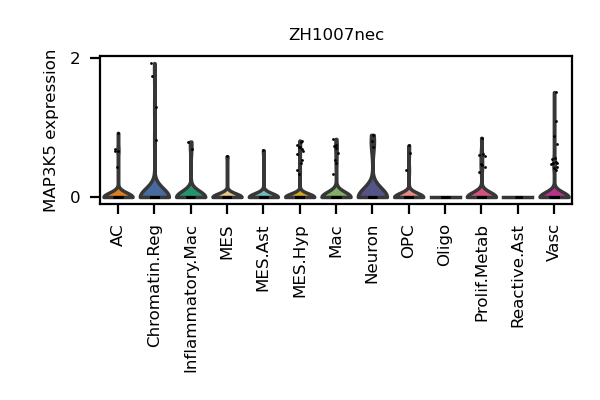 ZH1007nec
MAP3K5 expression
2
0
AC
Chromatin.Reg
Inflammatory.Mac
MES
MES.Ast
MES.Hyp
Mac
Neuron
OPC
Oligo
Prolif.Metab
Reactive.Ast
Vasc